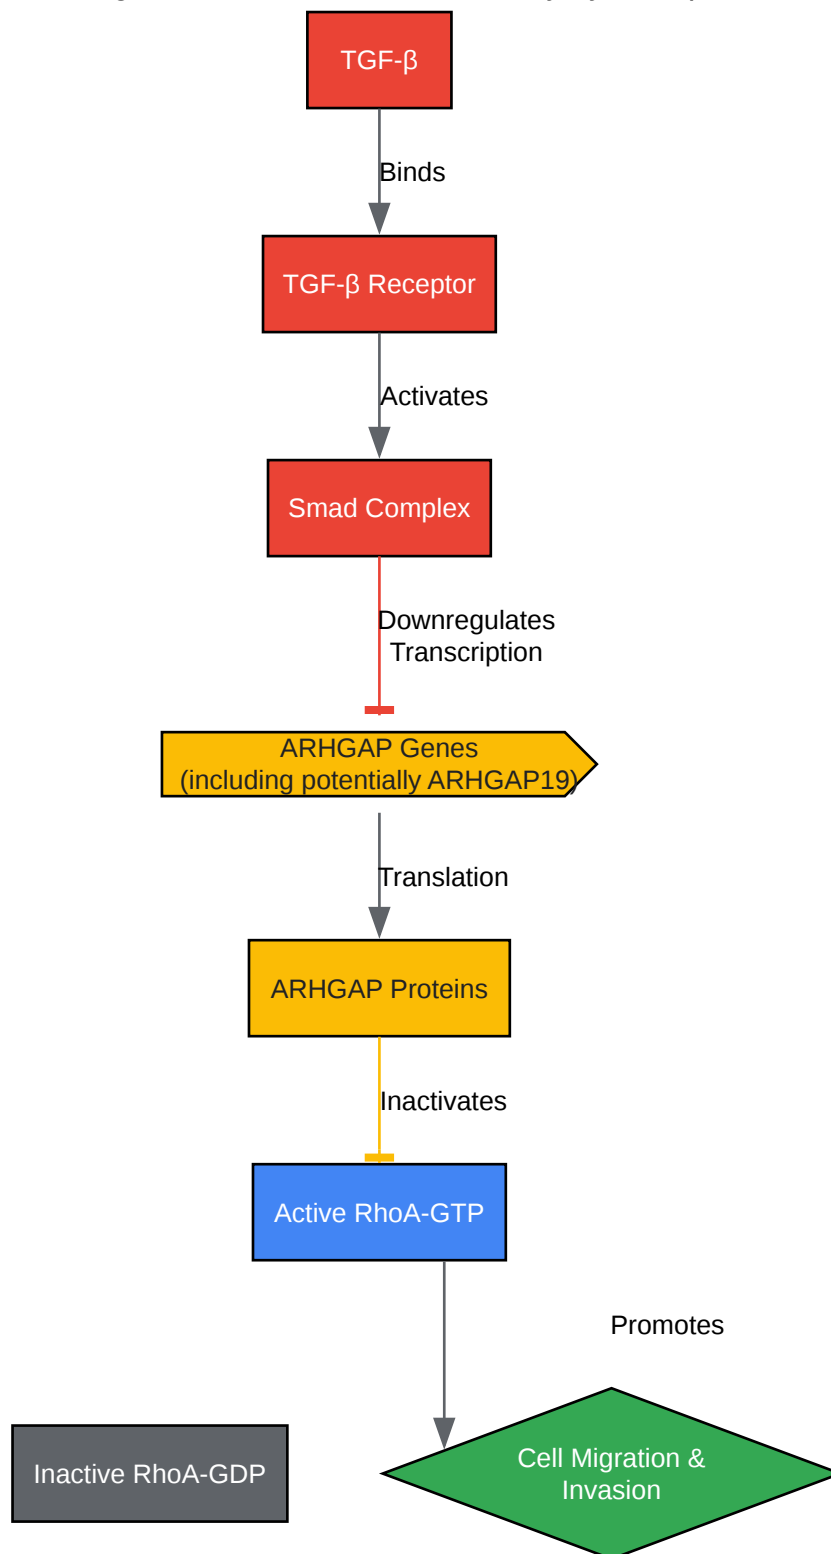 TGF-β
Binds
TGF-β Receptor
Activates
Smad Complex
Downregulates
Transcription
ARHGAP Genes
(including potentially ARHGAP19)
Translation
ARHGAP Proteins
Inactivates
Active RhoA-GTP
Promotes
Inactive RhoA-GDP
Cell Migration &
Invasion